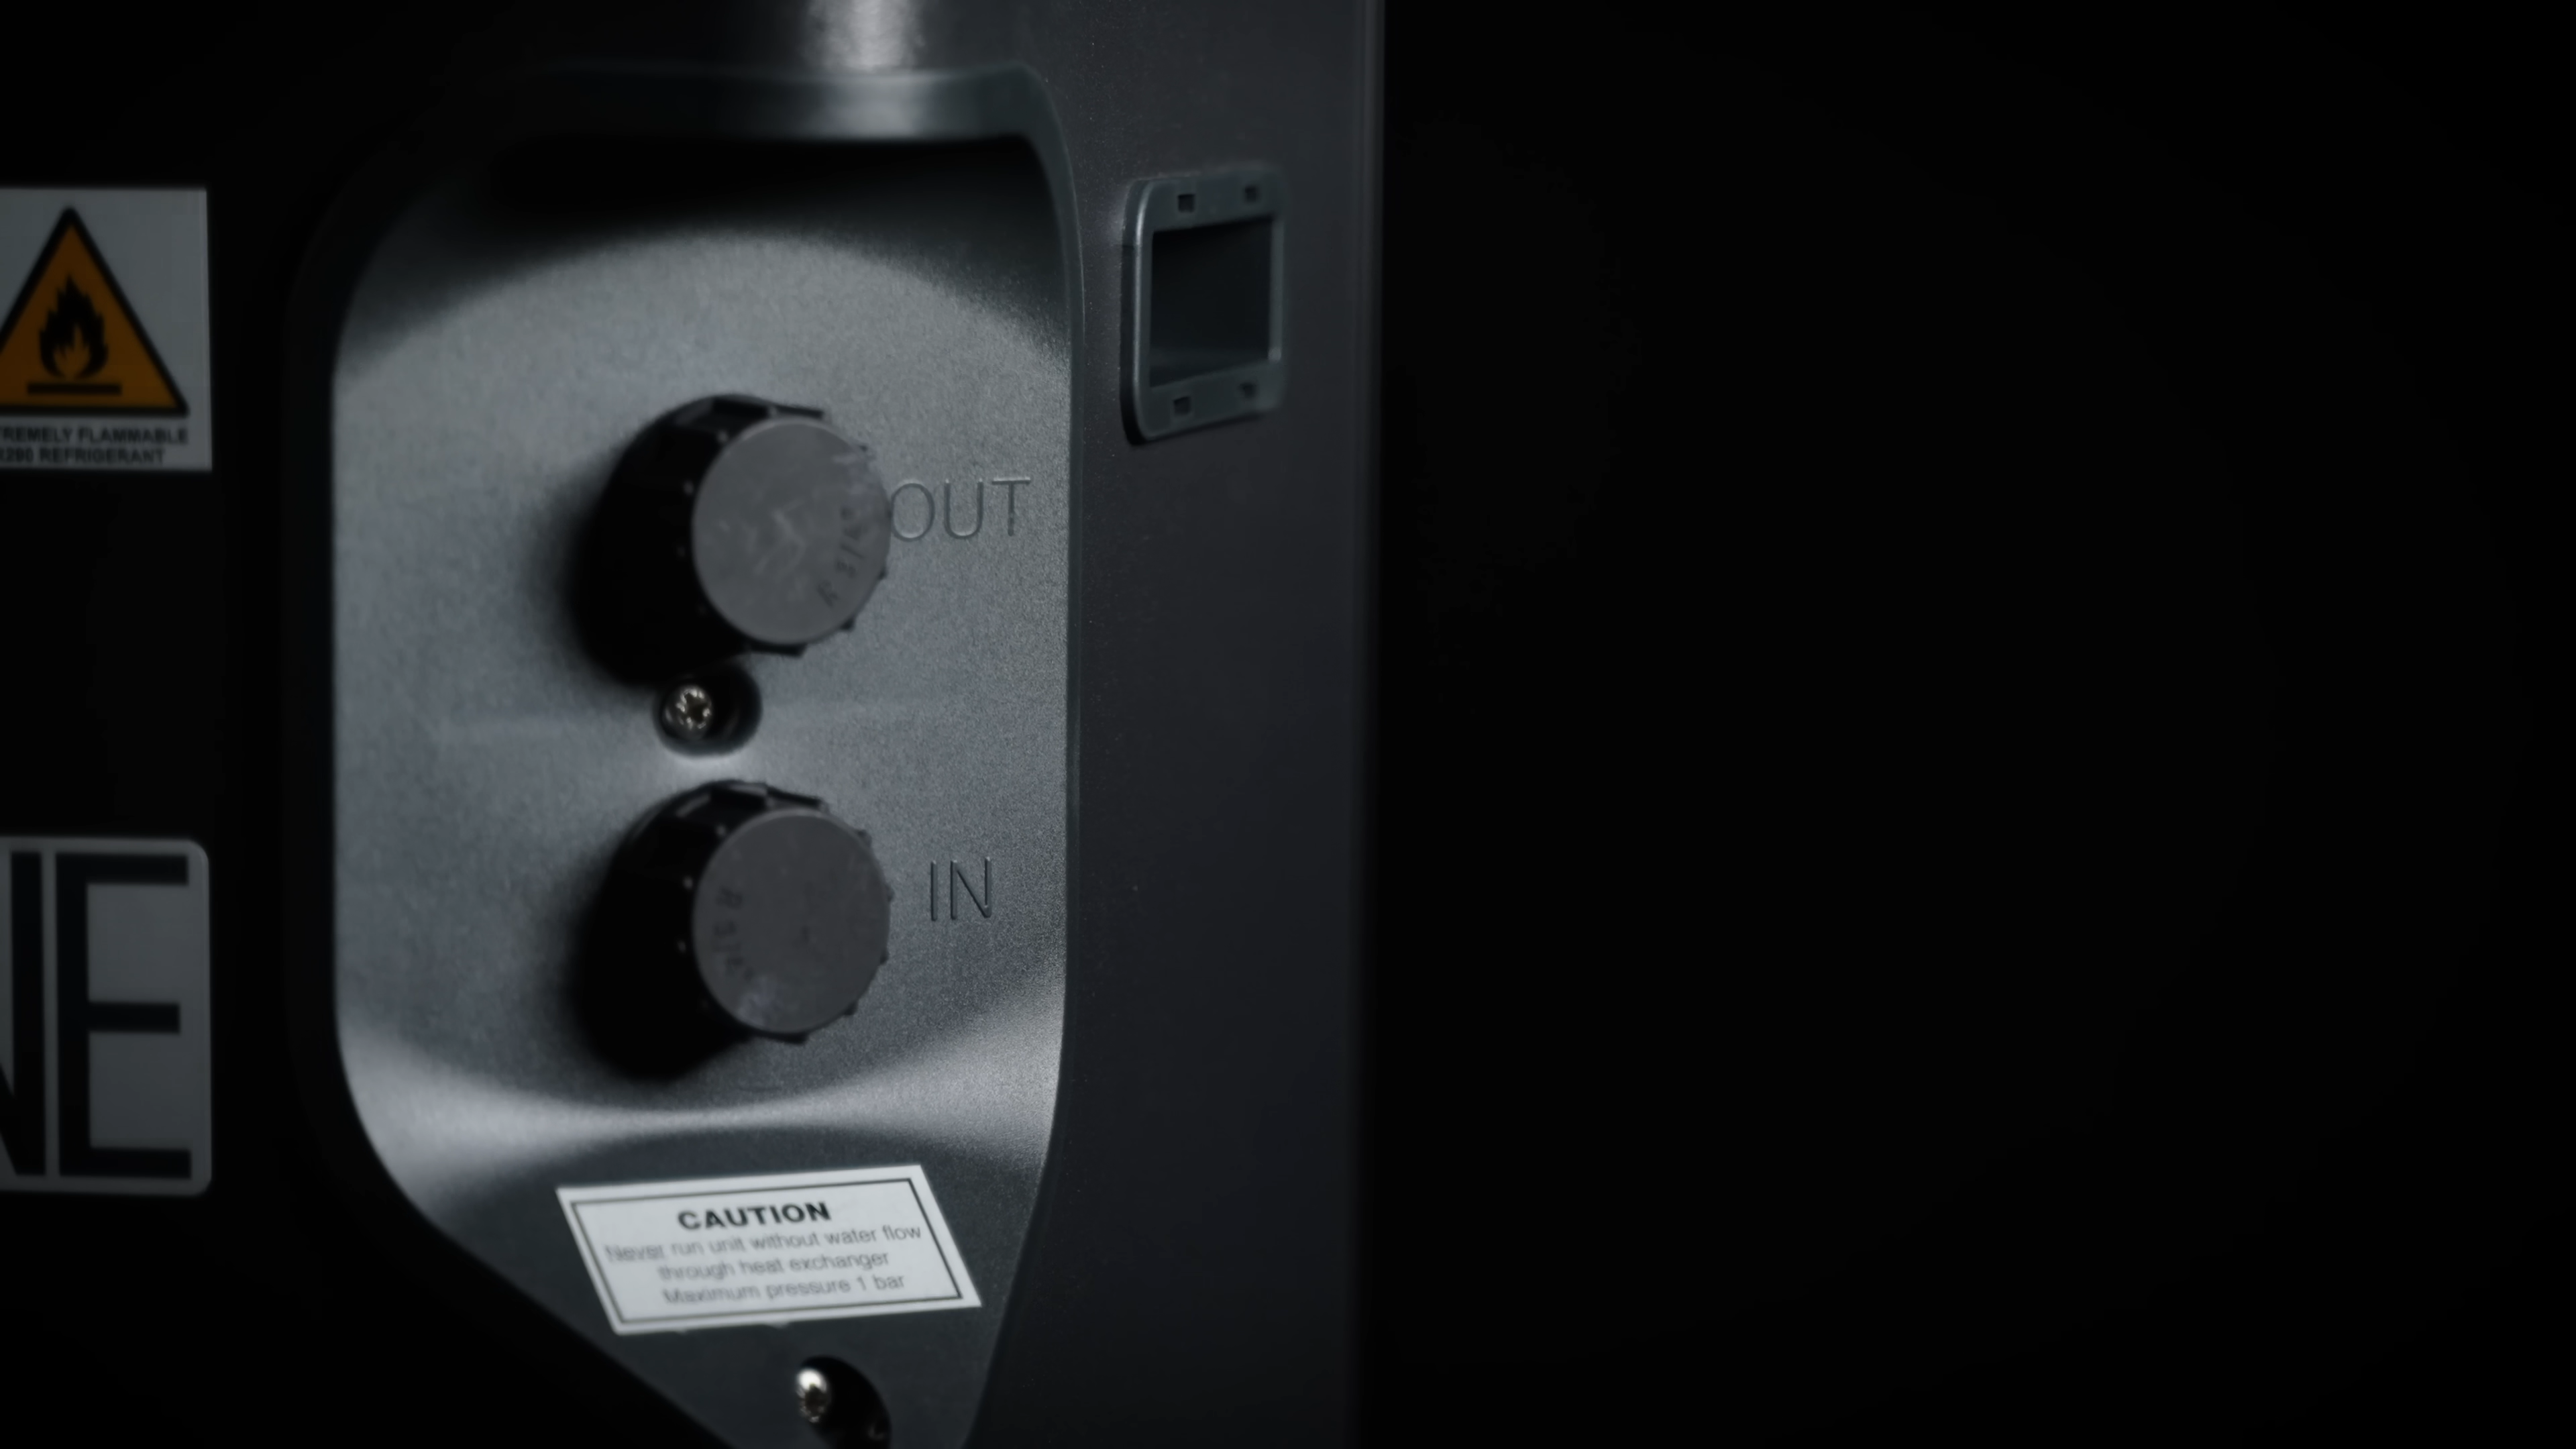 TREMELY FLAMMABLE
R290 REFRIGERANT
OUT
IN
NE
CAUTION
Never run unit without water flow
through heat exchanger
Maximum pressure 1 bar